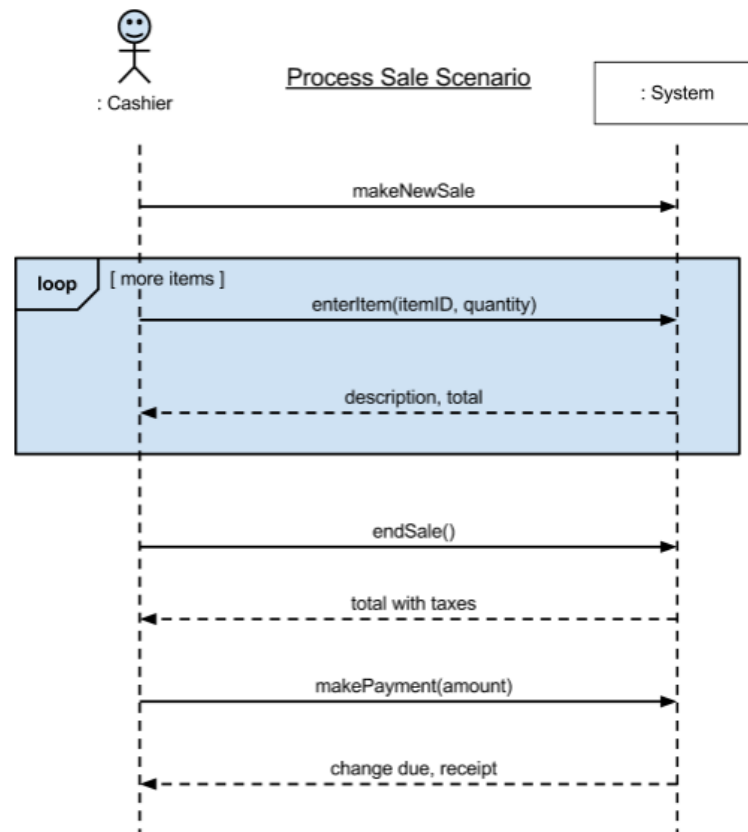 Process Sale Scenario
: Cashier
: System
makeNewSale
loop
[ more items ]
enterItem(itemID, quantity)
description, total
endSale()
total with taxes
makePayment(amount)
change due, receipt